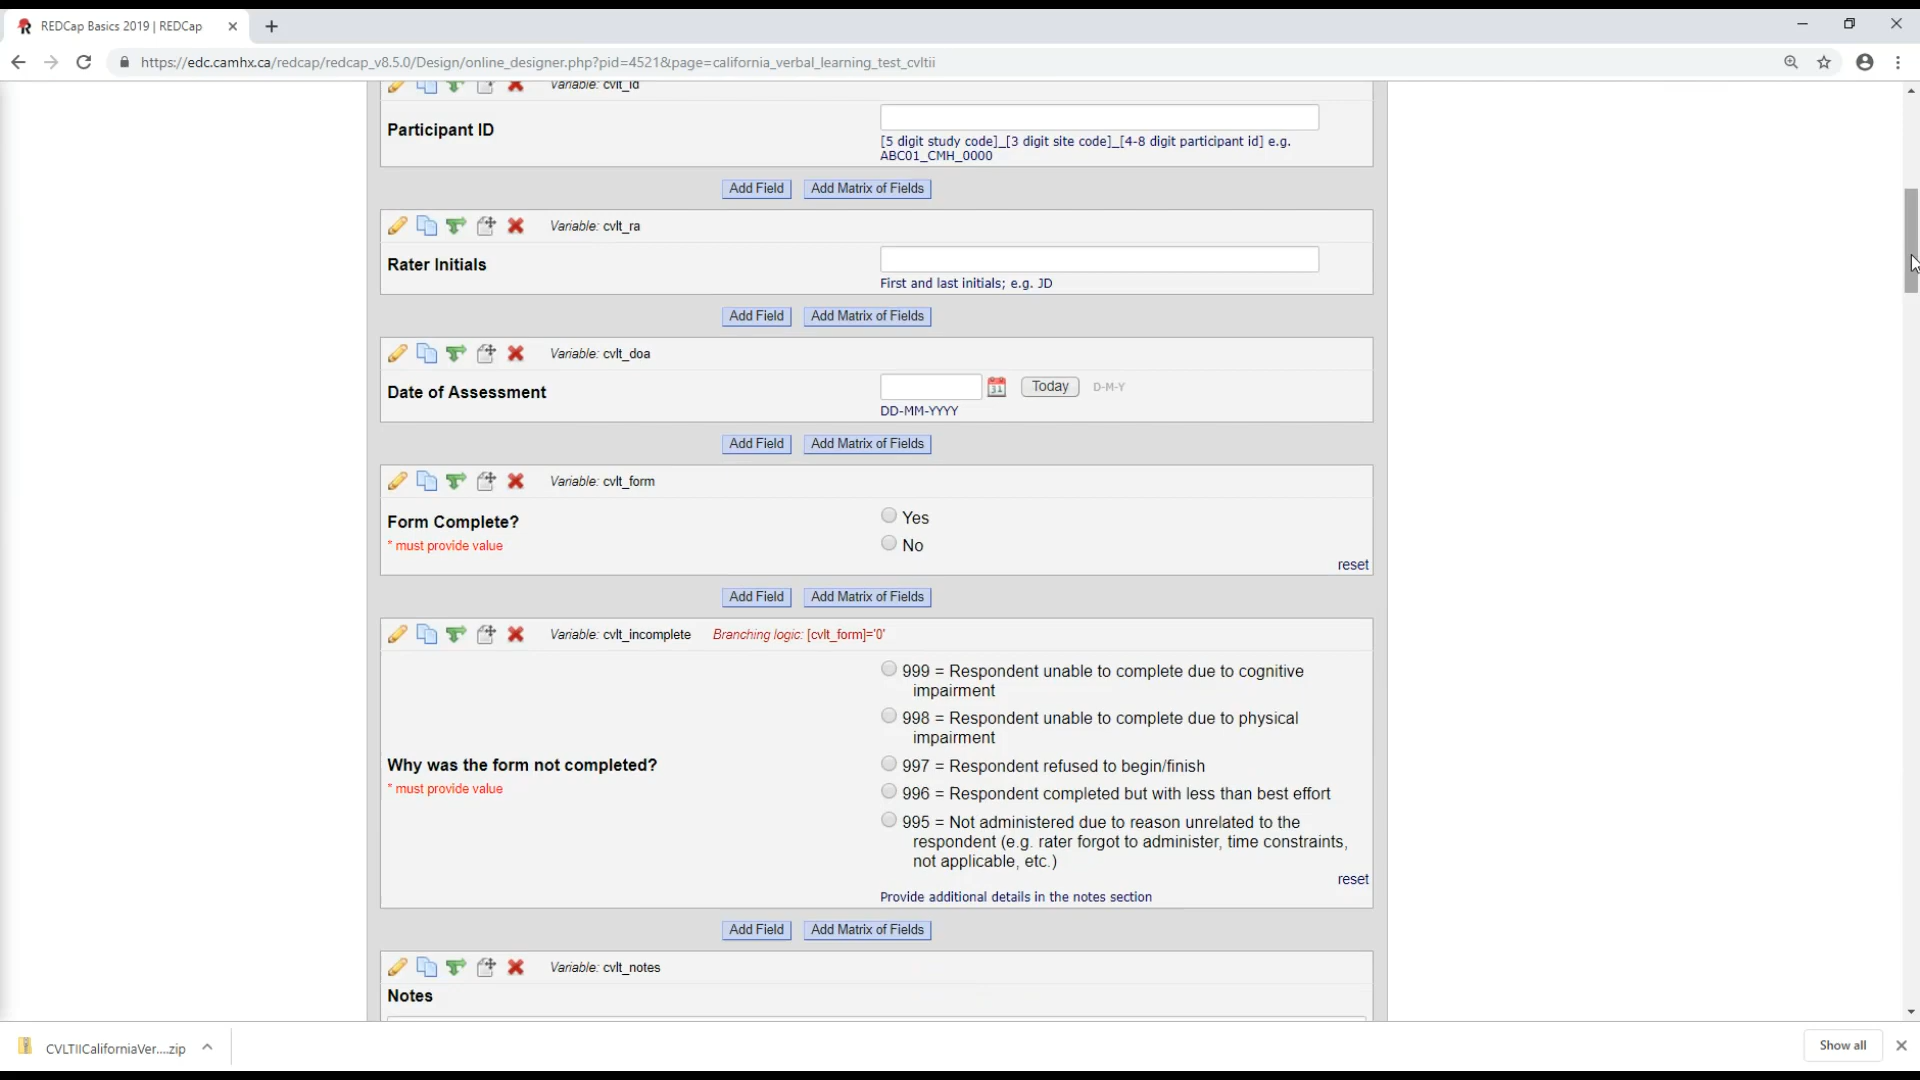 REDCap Basics 2019 | REDCap
https://edc.camhx.ca/redcap/redcap_v8.5.0/Design/online_designer.php?pid=4521&page=california_verbal_learning_test_cvltii
Variable: cvlt_id
Participant ID
[5 digit study code]_[3 digit site code]_[4-8 digit participant id] e.g.
ABC01_CMH_0000
Add Field Add Matrix of Fields
Variable: cvlt_ra
Rater Initials
First and last initials; e.g. JD
Add Field Add Matrix of Fields
Variable: cvlt_doa
Date of Assessment
31 Today D-M-Y
DD-MM-YYYY
Add Field Add Matrix of Fields
Variable: cvlt_form
Form Complete?
* must provide value
Yes
No
reset
Add Field Add Matrix of Fields
Variable: cvlt_incomplete Branching logic: [cvlt_form]='0'
Why was the form not completed?
* must provide value
999 = Respondent unable to complete due to cognitive
impairment
998 = Respondent unable to complete due to physical
impairment
997 = Respondent refused to begin/finish
996 = Respondent completed but with less than best effort
995 = Not administered due to reason unrelated to the
respondent (e.g. rater forgot to administer, time constraints,
not applicable, etc.)
reset
Provide additional details in the notes section
Add Field Add Matrix of Fields
Variable: cvlt_notes
Notes
CVLTIICaliforniaVer....zip
Show all